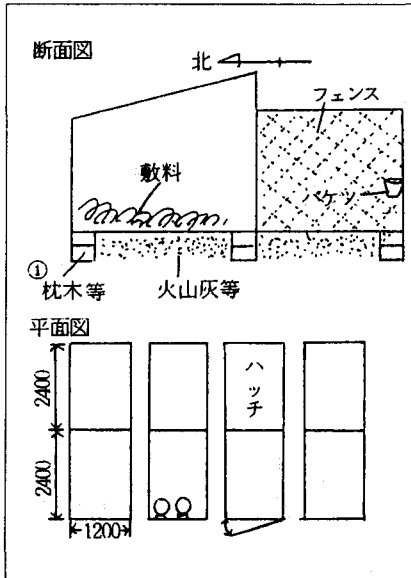 断面図
北
フェンス
敷料
バケツ
①
枕木等
火山灰等
平面図
2400
ハッチ
2400
1200